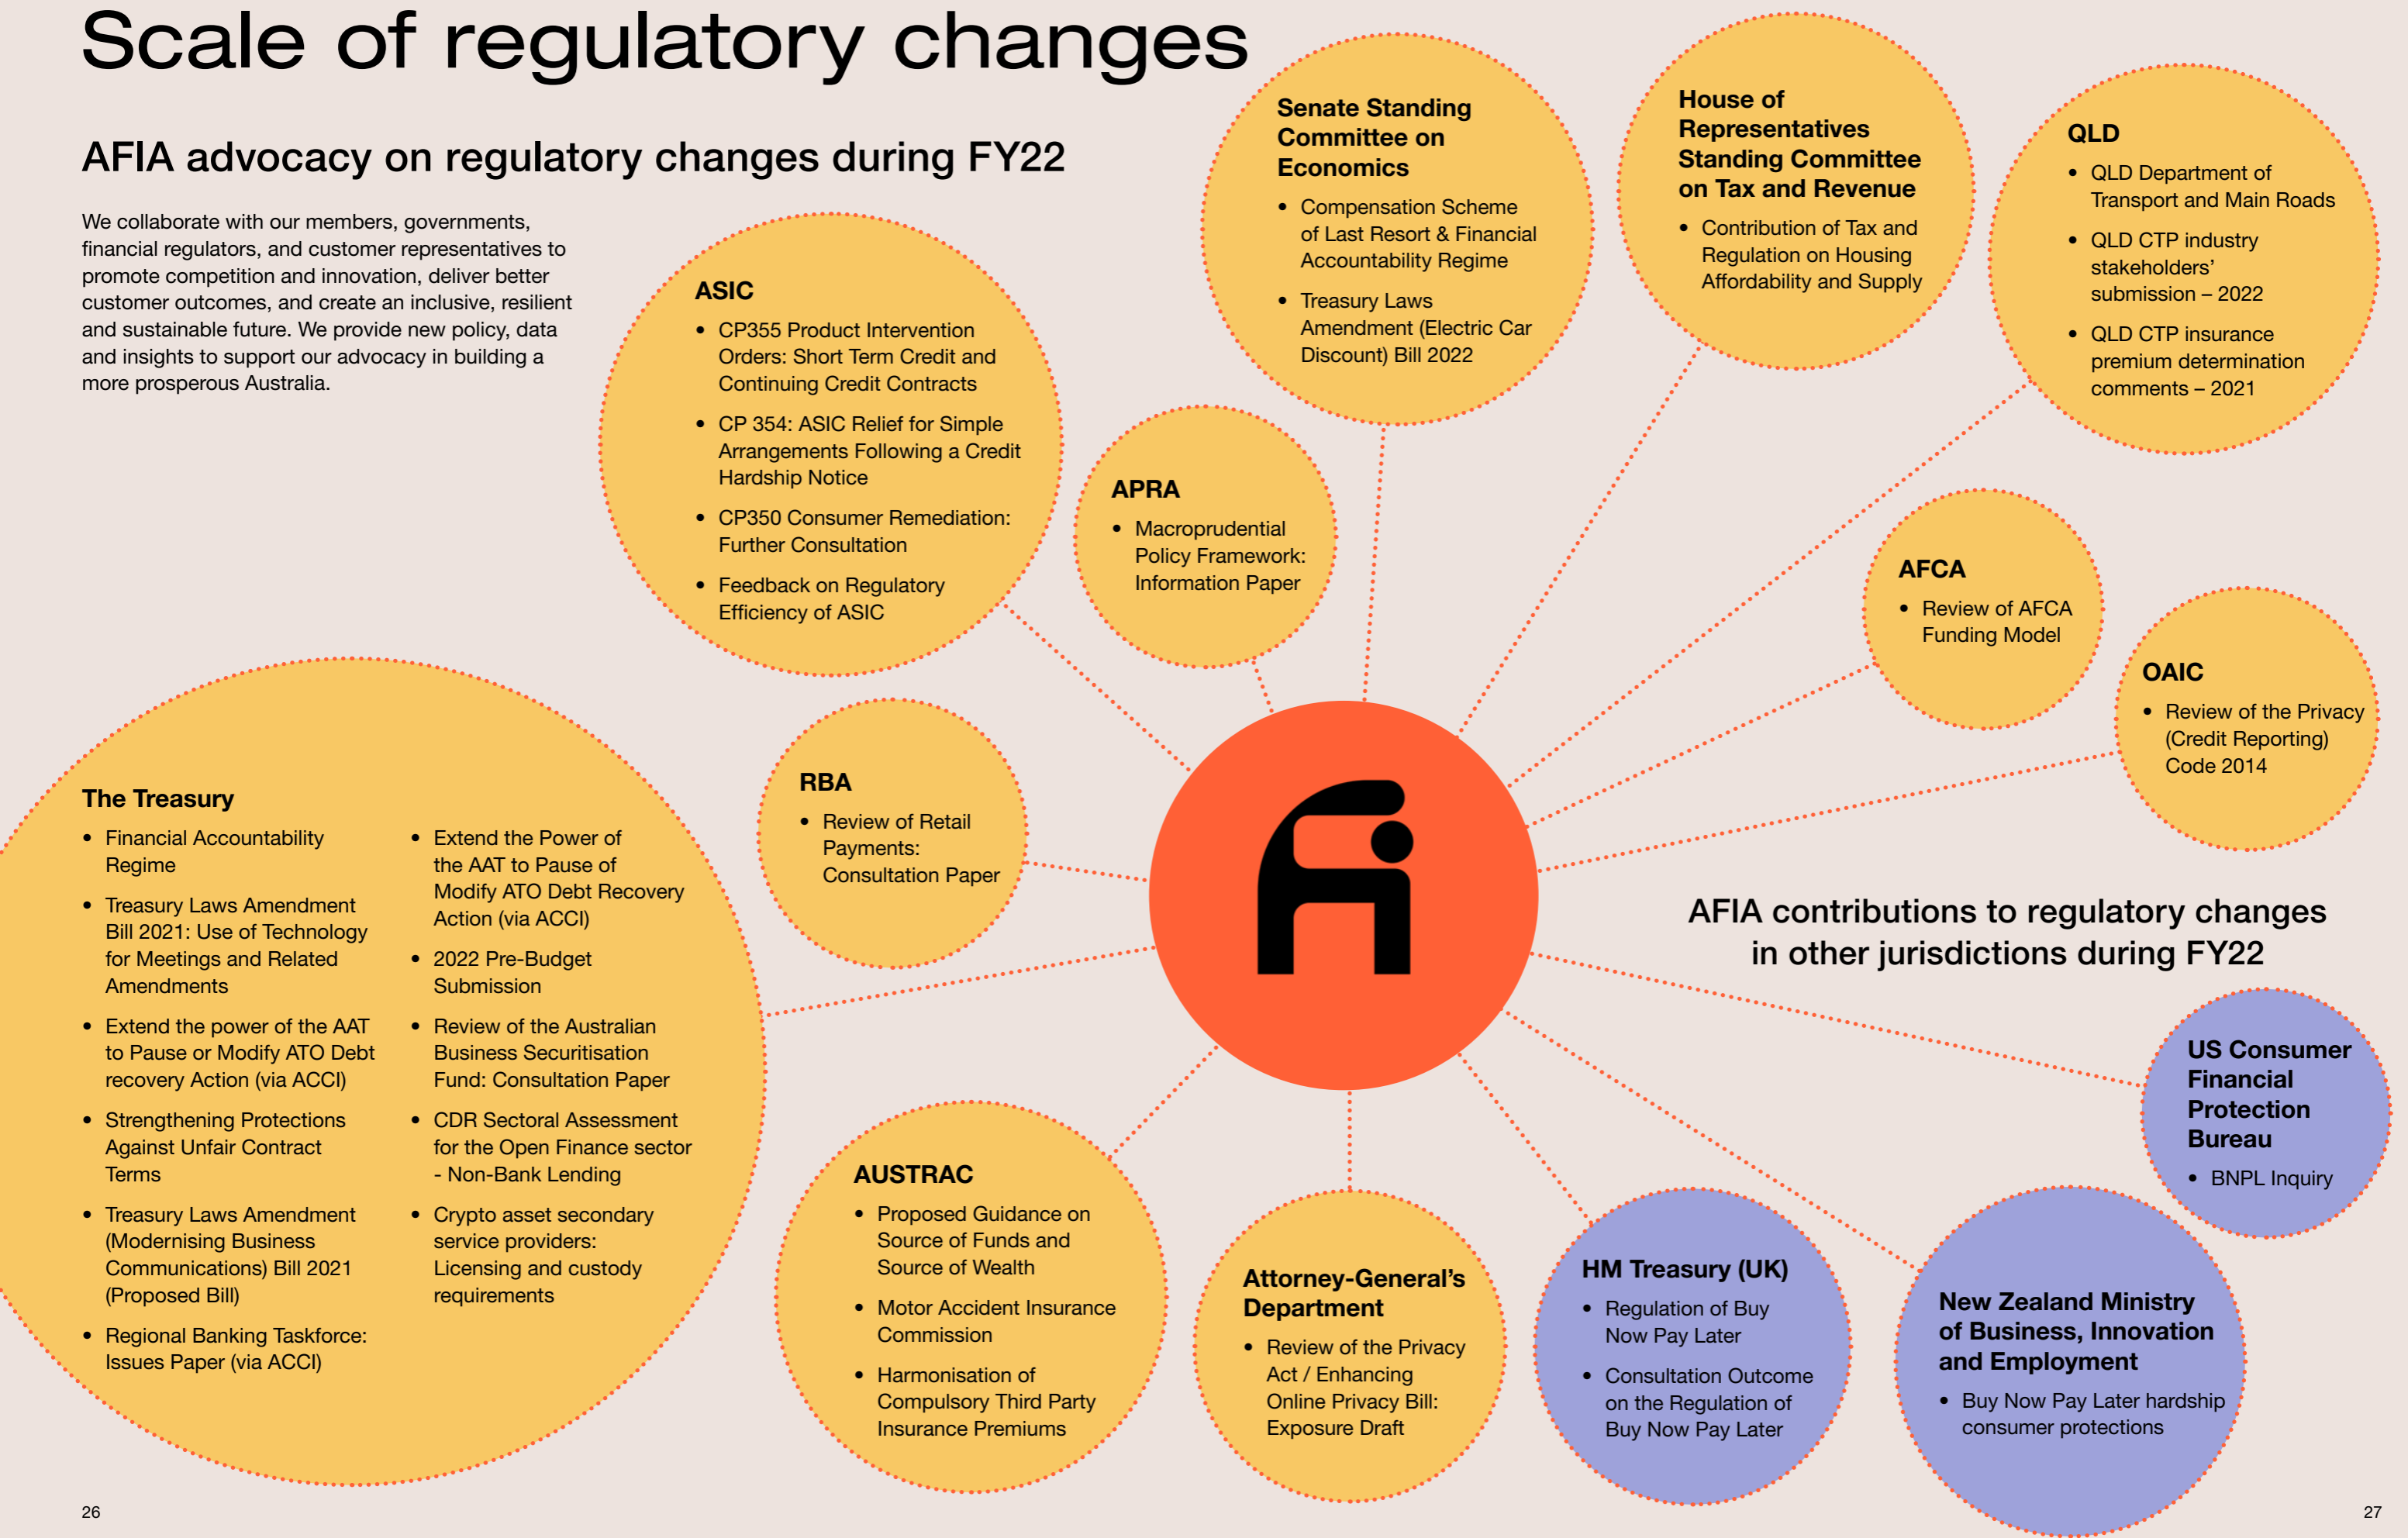 Scale of regulatory changes
AFIA advocacy on regulatory changes during FY22
We collaborate with our members, governments,
financial regulators, and customer representatives to
promote competition and innovation, deliver better
customer outcomes, and create an inclusive, resilient
and sustainable future. We provide new policy, data
and insights to support our advocacy in building a
more prosperous Australia.
ASIC
• CP355 Product Intervention
Orders: Short Term Credit and
Continuing Credit Contracts
• CP 354: ASIC Relief for Simple
Arrangements Following a Credit
Hardship Notice
• CP350 Consumer Remediation:
Further Consultation
• Feedback on Regulatory
Efficiency of ASIC
APRA
• Macroprudential
Policy Framework:
Information Paper
Senate Standing
Committee on
Economics
• Compensation Scheme
of Last Resort & Financial
Accountability Regime
• Treasury Laws
Amendment (Electric Car
Discount) Bill 2022
House of
Representatives
Standing Committee
on Tax and Revenue
• Contribution of Tax and
Regulation on Housing
Affordability and Supply
QLD
• QLD Department of
Transport and Main Roads
• QLD CTP industry
stakeholders’
submission – 2022
• QLD CTP insurance
premium determination
comments – 2021
AFCA
• Review of AFCA
Funding Model
OAIC
• Review of the Privacy
(Credit Reporting)
Code 2014
RBA
• Review of Retail
Payments:
Consultation Paper
The Treasury
• Financial Accountability
Regime
• Treasury Laws Amendment
Bill 2021: Use of Technology
for Meetings and Related
Amendments
• Extend the power of the AAT
to Pause or Modify ATO Debt
recovery Action (via ACCI)
• Strengthening Protections
Against Unfair Contract
Terms
• Treasury Laws Amendment
(Modernising Business
Communications) Bill 2021
(Proposed Bill)
• Regional Banking Taskforce:
Issues Paper (via ACCI)
• Extend the Power of
the AAT to Pause of
Modify ATO Debt Recovery
Action (via ACCI)
• 2022 Pre-Budget
Submission
• Review of the Australian
Business Securitisation
Fund: Consultation Paper
• CDR Sectoral Assessment
for the Open Finance sector
- Non-Bank Lending
• Crypto asset secondary
service providers:
Licensing and custody
requirements
AUSTRAC
• Proposed Guidance on
Source of Funds and
Source of Wealth
• Motor Accident Insurance
Commission
• Harmonisation of
Compulsory Third Party
Insurance Premiums
Attorney-General’s
Department
• Review of the Privacy
Act / Enhancing
Online Privacy Bill:
Exposure Draft
AFIA contributions to regulatory changes
in other jurisdictions during FY22
HM Treasury (UK)
• Regulation of Buy
Now Pay Later
• Consultation Outcome
on the Regulation of
Buy Now Pay Later
New Zealand Ministry
of Business, Innovation
and Employment
• Buy Now Pay Later hardship
consumer protections
US Consumer
Financial
Protection
Bureau
• BNPL Inquiry
26
27